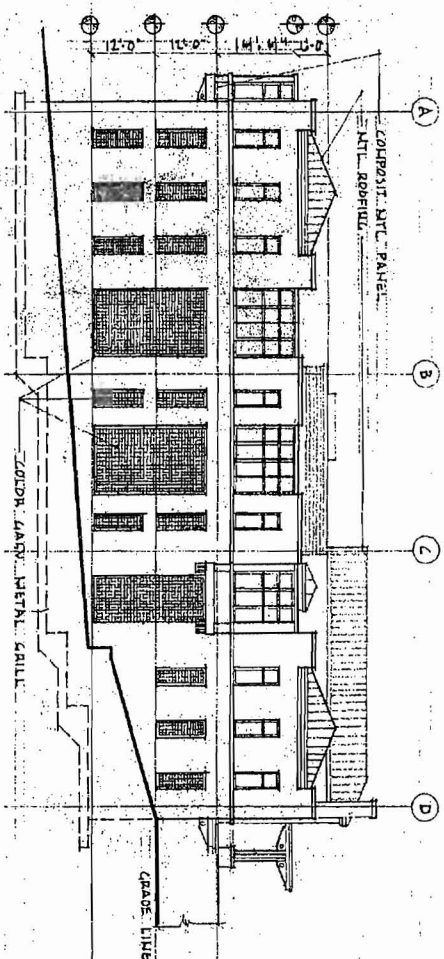 A
B
C
D
COMPOSIT MTL PANEL
MTL ROOFING
12'-0"
12'-0"
COLOR GALV METAL GRILL
GRADE LINE